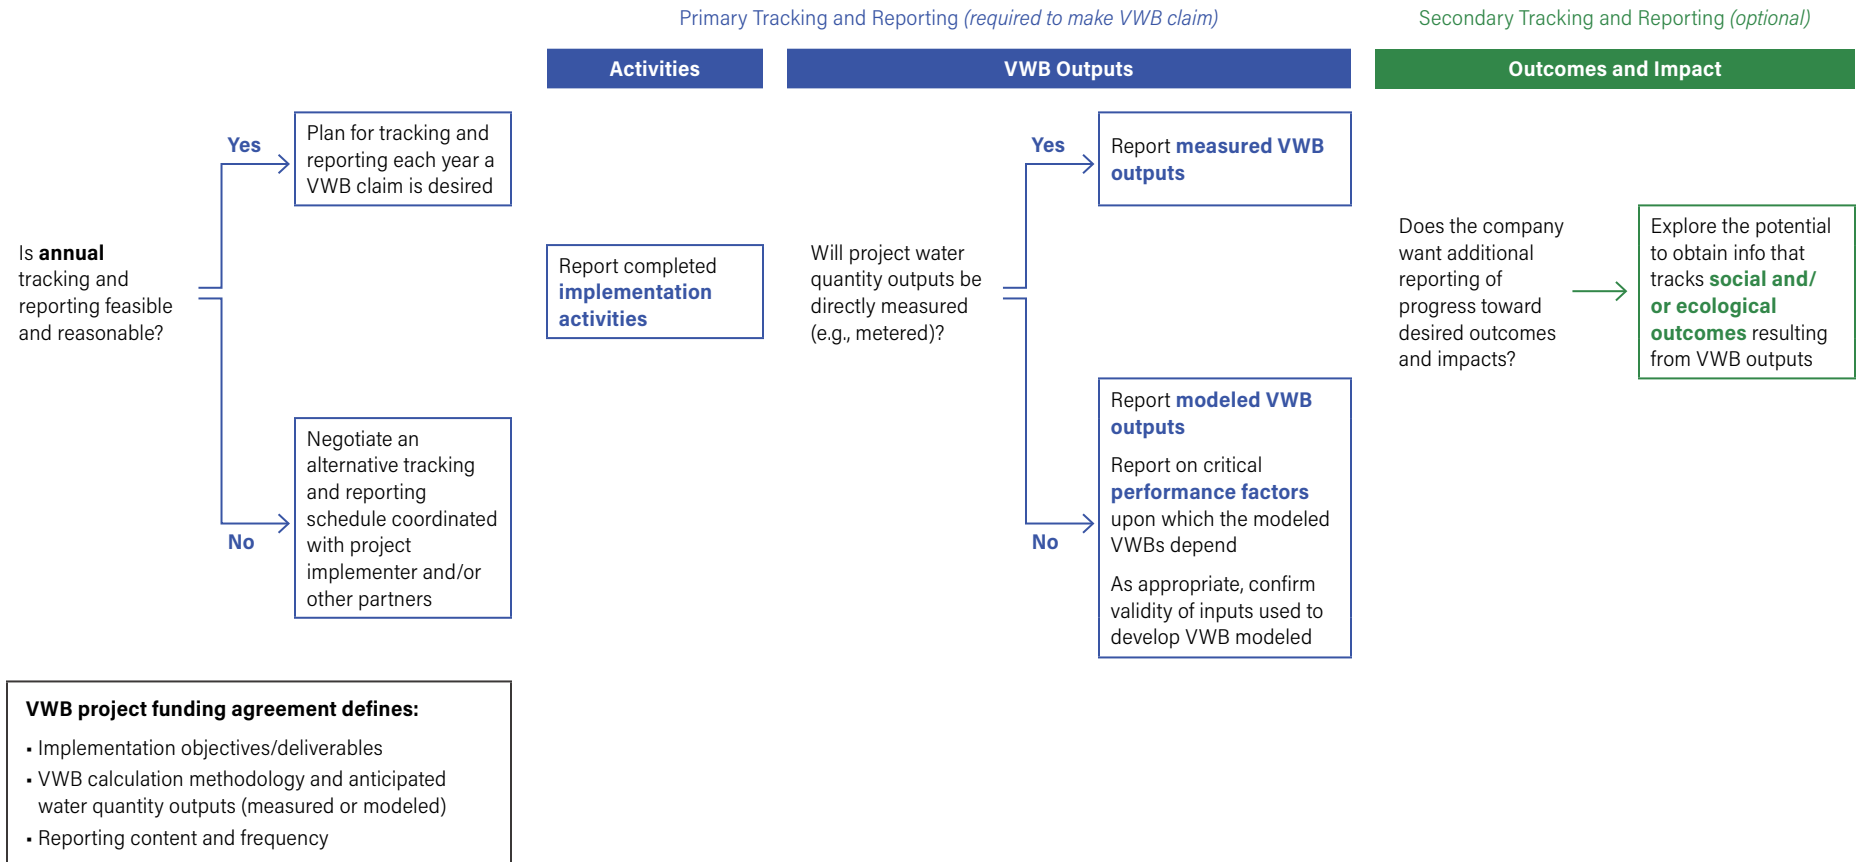 Primary Tracking and Reporting (required to make VWB claim)
Secondary Tracking and Reporting (optional)
Activities
VWB Outputs
Outcomes and Impact
Is annual
tracking and
reporting feasible
and reasonable?
Yes
Plan for tracking and
reporting each year a
VWB claim is desired
No
Negotiate an
alternative tracking
and reporting
schedule coordinated
with project
implementer and/or
other partners
Report completed
implementation
activities
Will project water
quantity outputs be
directly measured
(e.g., metered)?
Yes
Report measured VWB
outputs
No
Report modeled VWB
outputs
Report on critical
performance factors
upon which the modeled
VWBs depend
As appropriate, confirm
validity of inputs used to
develop VWB modeled
Does the company
want additional
reporting of
progress toward
desired outcomes
and impacts?
Explore the potential
to obtain info that
tracks social and/
or ecological
outcomes resulting
from VWB outputs
VWB project funding agreement defines:
▪ Implementation objectives/deliverables
▪ VWB calculation methodology and anticipated
water quantity outputs (measured or modeled)
▪ Reporting content and frequency